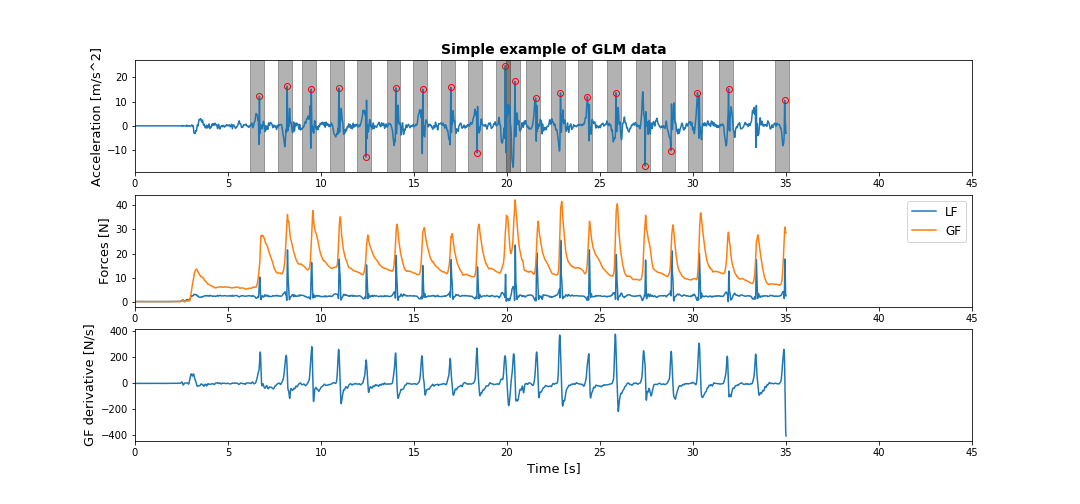 Simple example of GLM data
Acceleration [m/s^2]
20
10
0
−10
0 5 10 15 20 25 30 35 40 45
Forces [N]
40
30
20
10
0
LF
GF
0 5 10 15 20 25 30 35 40 45
GF derivative [N/s]
400
200
0
−200
−400
0 5 10 15 20 25 30 35 40 45
Time [s]